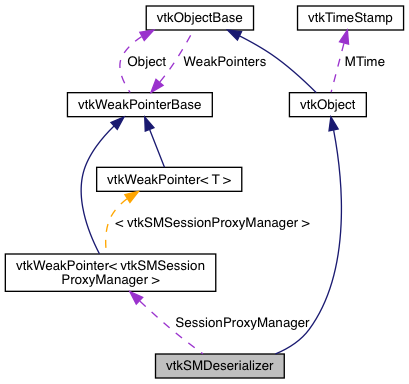 vtkObjectBase
vtkTimeStamp
Object
WeakPointers
MTime
vtkWeakPointerBase
vtkObject
vtkWeakPointer< T >
< vtkSMSessionProxyManager >
vtkWeakPointer< vtkSMSession
ProxyManager >
SessionProxyManager
vtkSMDeserializer